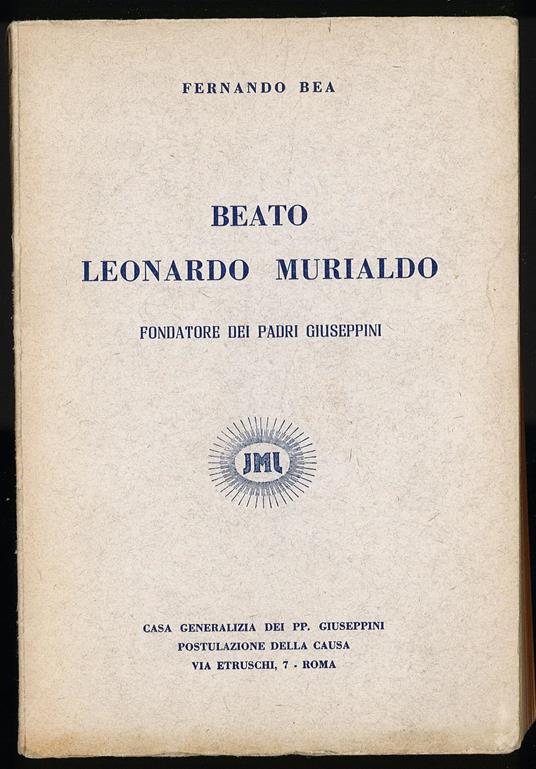 FERNANDO BEA
BEATO
LEONARDO MURIALDO
FONDATORE DEI PADRI GIUSEPPINI
JMJ
CASA GENERALIZIA DEI PP. GIUSEPPINI
POSTULAZIONE DELLA CAUSA
VIA ETRUSCHI, 7 - ROMA